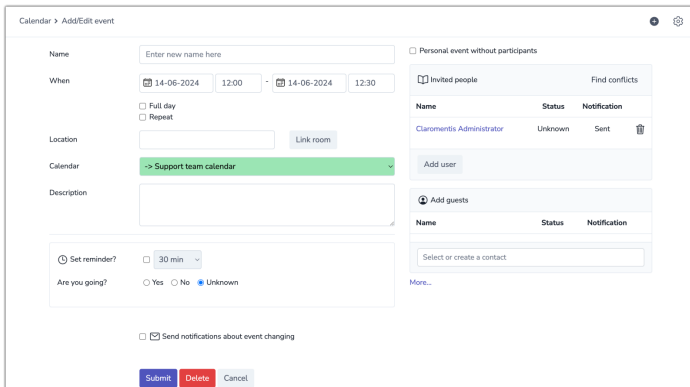 Calendar > Add/Edit event
Name
Enter new name here
When
14-06-2024 12:00 - 14-06-2024 12:30
Full day
Repeat
Location
Link room
Calendar
-> Support team calendar
Description
Set reminder?
30 min
Are you going?
Yes No Unknown
Send notifications about event changing
Submit Delete Cancel
Personal event without participants
Invited people Find conflicts
Name Status Notification
Claromentis Administrator Unknown Sent
Add user
Add guests
Name Status Notification
Select or create a contact
More...